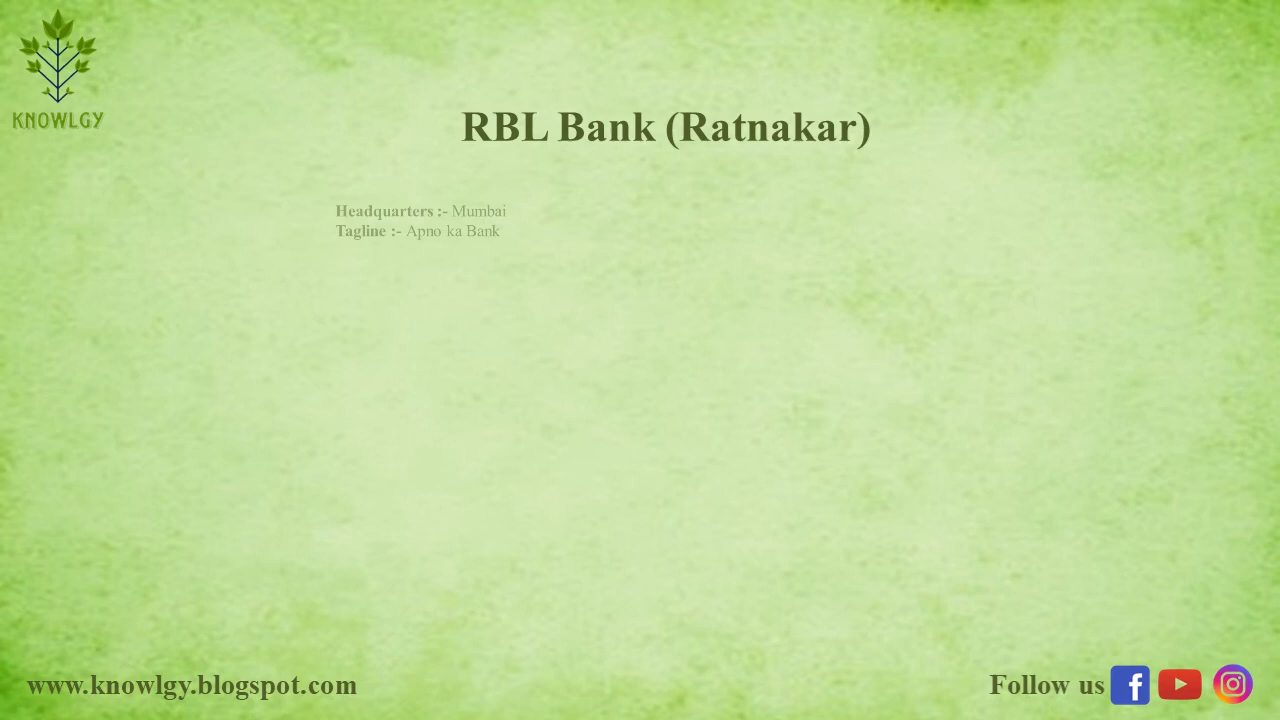 KNOWLGY
RBL Bank (Ratnakar)
Headquarters :- Mumbai
Tagline :- Apno ka Bank
www.knowlgy.blogspot.com
Follow us